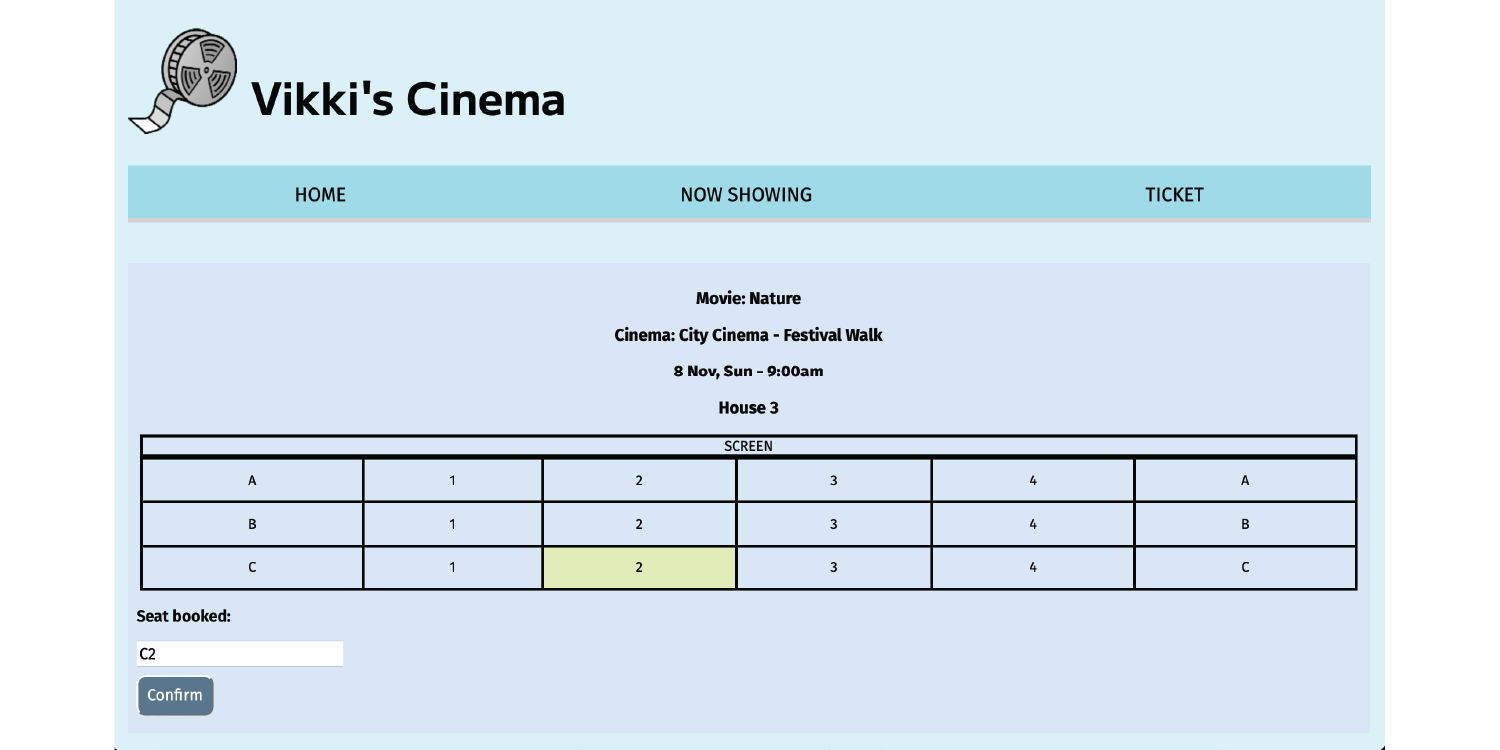 Vikki's Cinema
HOME NOW SHOWING TICKET
Movie: Nature
Cinema: City Cinema - Festival Walk
8 Nov, Sun - 9:00am
House 3
SCREEN
A 1 2 3 4 A
B 1 2 3 4 B
C 1 2 3 4 C
Seat booked:
C2
Confirm